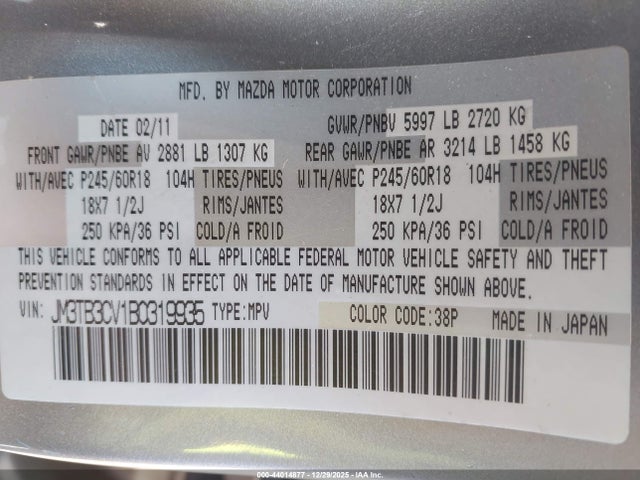 MFD. BY MAZDA MOTOR CORPORATION
DATE 02/11 GVWR/PNBV 5997 LB 2720 KG
FRONT GAWR/PNBE AV 2881 LB 1307 KG REAR GAWR/PNBE AR 3214 LB 1458 KG
WITH/AVEC P245/60R18 104H TIRES/PNEUS WITH/AVEC P245/60R18 104H TIRES/PNEUS
18X7 1/2J RIMS/JANTES 18X7 1/2J RIMS/JANTES
250 KPA/36 PSI COLD/A FROID 250 KPA/36 PSI COLD/A FROID
THIS VEHICLE CONFORMS TO ALL APPLICABLE FEDERAL MOTOR VEHICLE SAFETY AND THEFT
PREVENTION STANDARDS IN EFFECT ON THE DATE OF MANUFACTURE SHOWN ABOVE.
VIN: JM3TB3CV1BC319935 TYPE:MPV COLOR CODE:38P MADE IN JAPAN
000-44014877 - 12/29/2025 - IAA Inc.